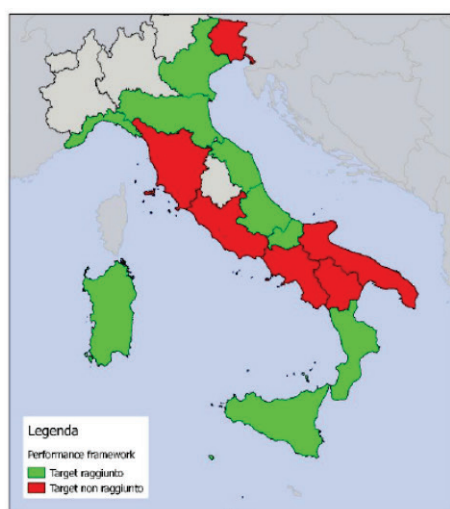 Legenda
Performance framework
Target raggiunto
Target non raggiunto